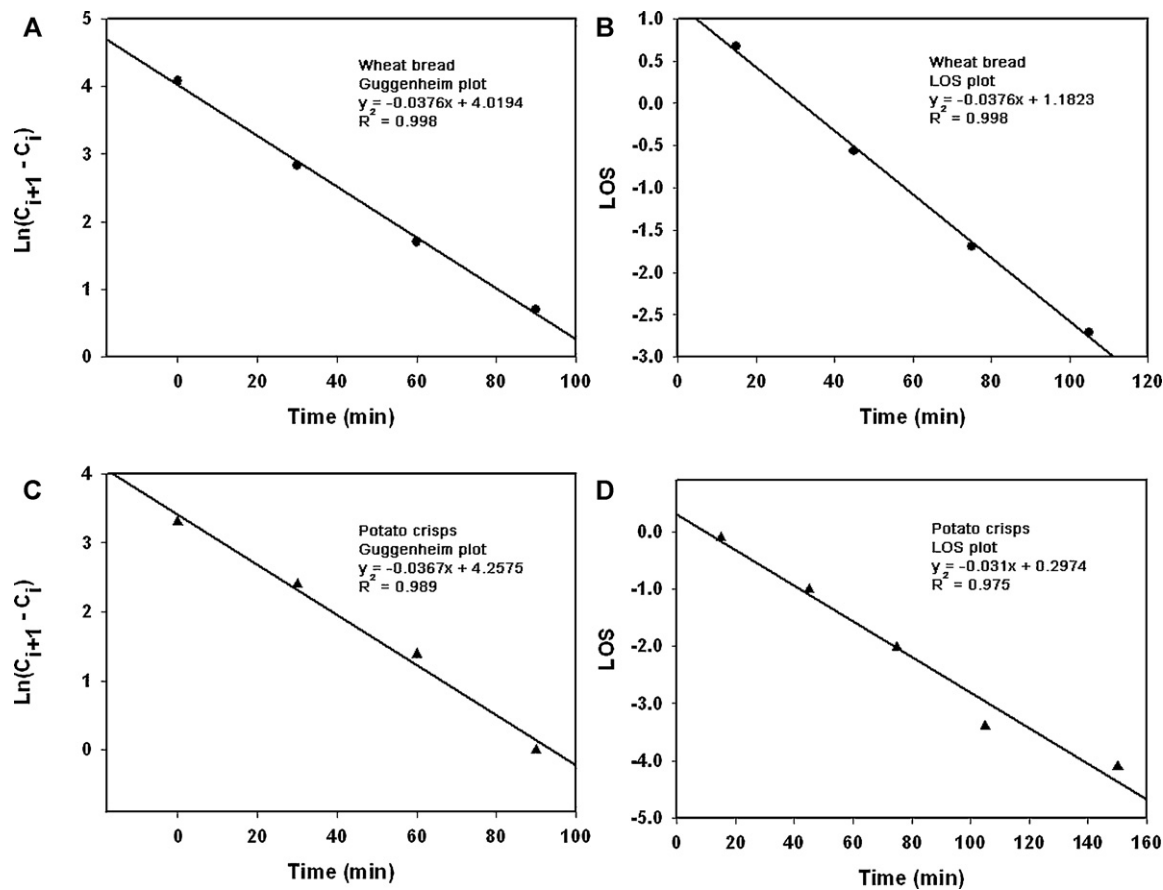 A
5
4
3
2
1
0
Ln(Ci+1 - Ci)
Wheat bread
Guggenheim plot
y = -0.0376x + 4.0194
R2 = 0.998
0 20 40 60 80 100
Time (min)
B
1.0
0.5
0.0
-0.5
-1.0
-1.5
-2.0
-2.5
-3.0
LOS
Wheat bread
LOS plot
y = -0.0376x + 1.1823
R2 = 0.998
0 20 40 60 80 100 120
Time (min)
C
4
3
2
1
0
Ln(Ci+1 - Ci)
Potato crisps
Guggenheim plot
y = -0.0367x + 4.2575
R2 = 0.989
0 20 40 60 80 100
Time (min)
D
0.0
-1.0
-2.0
-3.0
-4.0
-5.0
LOS
Potato crisps
LOS plot
y = -0.031x + 0.2974
R2 = 0.975
0 20 40 60 80 100 120 140 160
Time (min)